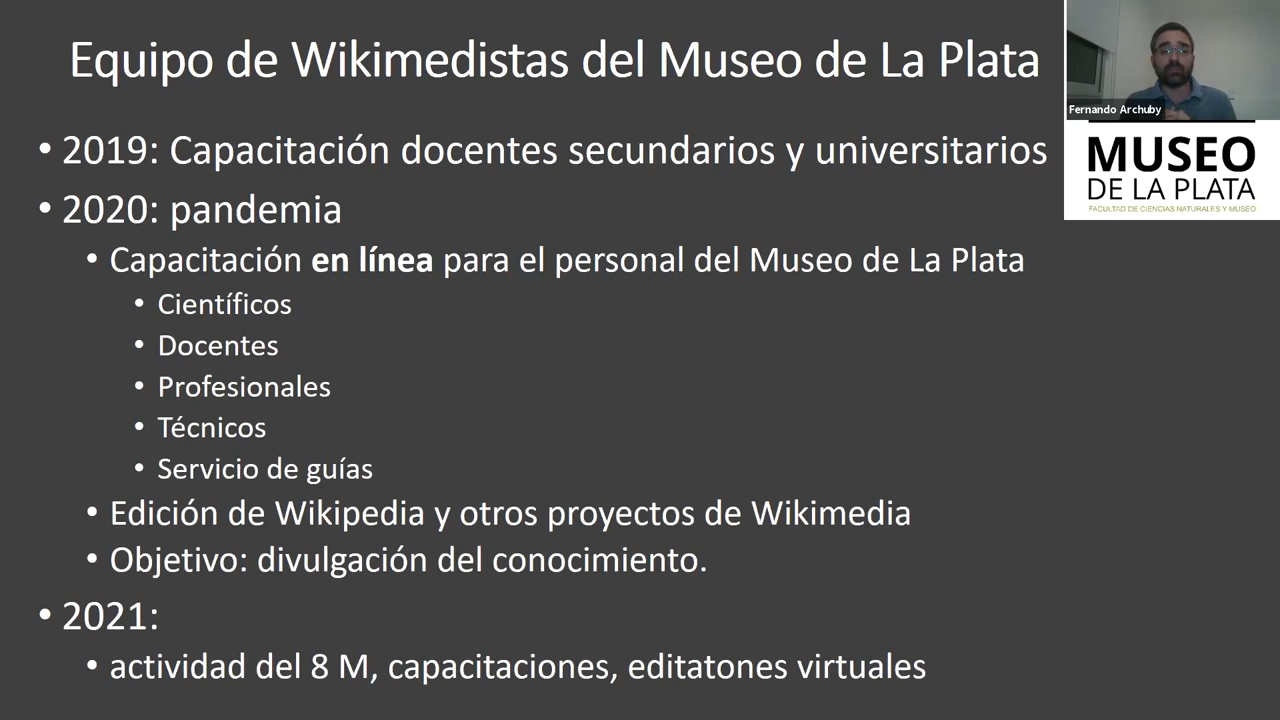 Equipo de Wikimedistas del Museo de La Plata
Fernando Archuby
MUSEO
DE LA PLATA
FACULTAD DE CIENCIAS NATURALES Y MUSEO
• 2019: Capacitación docentes secundarios y universitarios
• 2020: pandemia
• Capacitación en línea para el personal del Museo de La Plata
• Científicos
• Docentes
• Profesionales
• Técnicos
• Servicio de guías
• Edición de Wikipedia y otros proyectos de Wikimedia
• Objetivo: divulgación del conocimiento.
• 2021:
• actividad del 8 M, capacitaciones, editatones virtuales